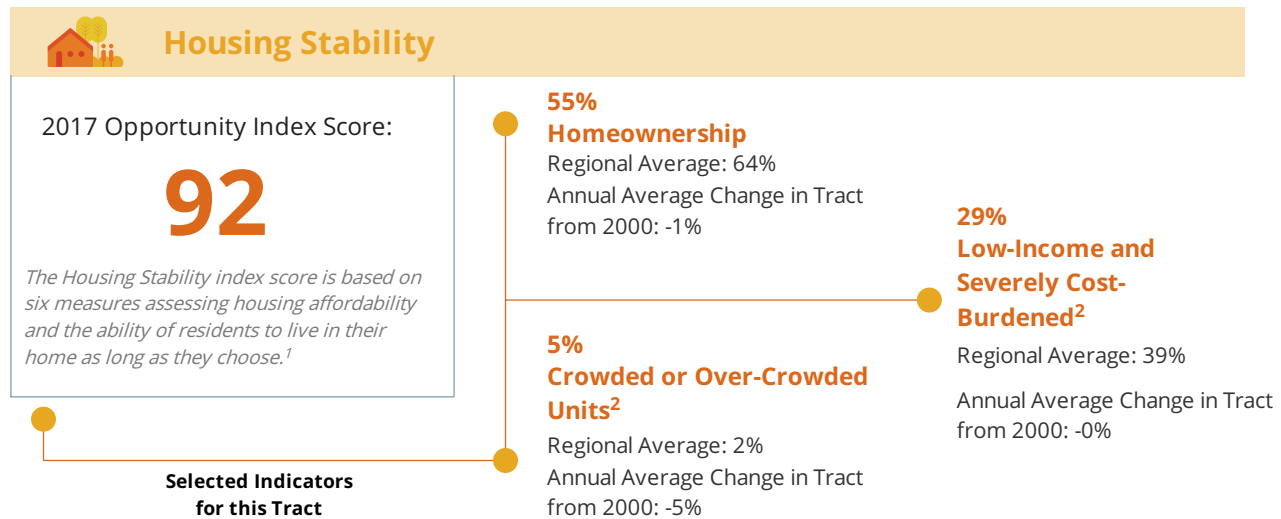 Housing Stability
2017 Opportunity Index Score:
92
The Housing Stability index score is based on
six measures assessing housing affordability
and the ability of residents to live in their
home as long as they choose.1
Selected Indicators
for this Tract
55%
Homeownership
Regional Average: 64%
Annual Average Change in Tract
from 2000: -1%
5%
Crowded or Over-Crowded
Units2
Regional Average: 2%
Annual Average Change in Tract
from 2000: -5%
29%
Low-Income and
Severely Cost-
Burdened2
Regional Average: 39%
Annual Average Change in Tract
from 2000: -0%